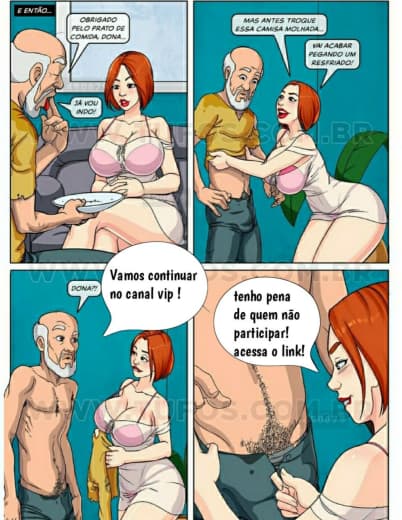 E ENTÃO...
OBRIGADO
PELO PRATO DE
COMIDA, DONA...
JÁ VOU
INDO!
MAS ANTES TROQUE
ESSA CAMISA MOLHADA...
VAI ACABAR
PEGANDO UM
RESFRIADO!
DONA?!
Vamos continuar
no canal vip !
tenho pena
de quem não
participar!
acessa o link!